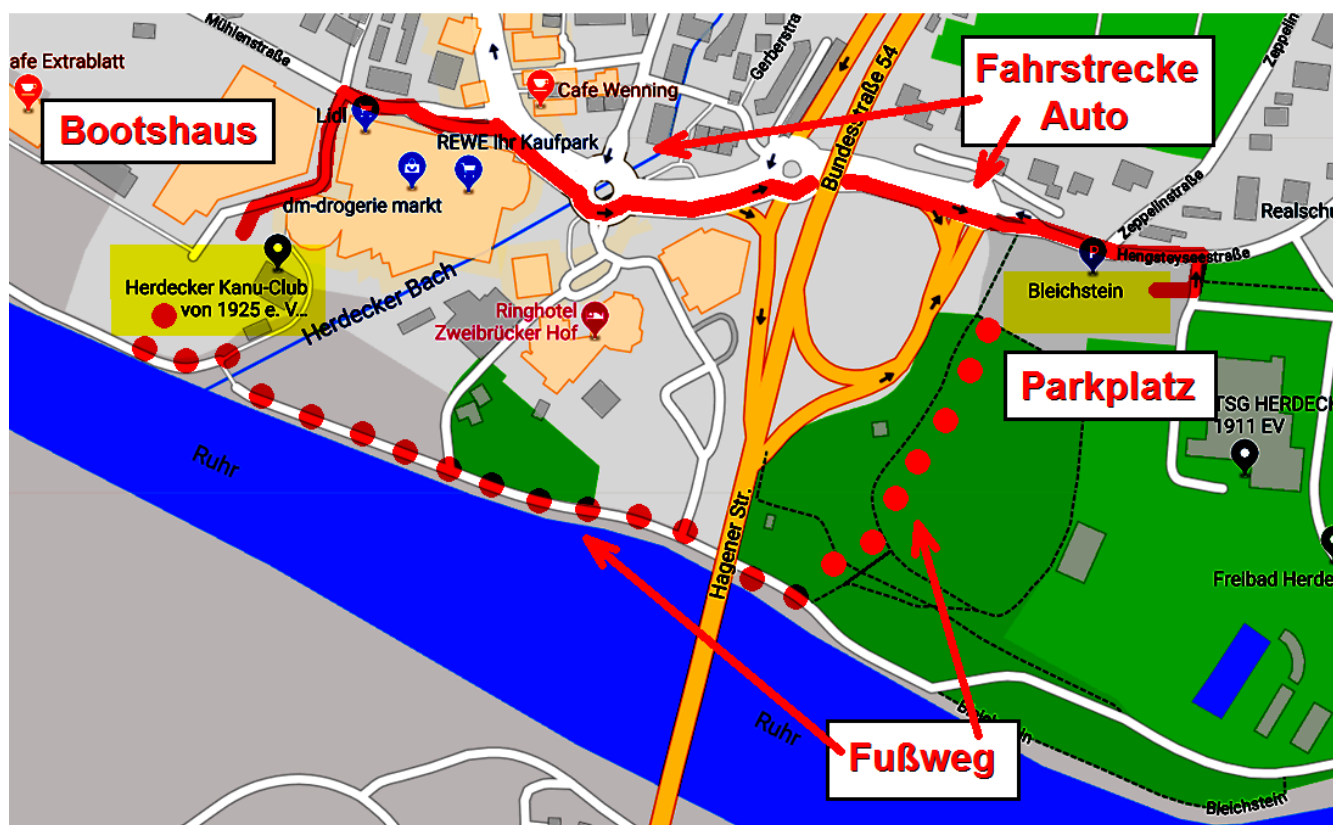 Mühlenstraße
afe Extrablatt
Bootshaus
Lidl
Cafe Wenning
REWE Ihr Kaufpark
dm-drogerie markt
Gerberstra
Bundesstraße 54
Fahrstrecke
Auto
Zeppelin
Zeppelinstraße
Realschu
P
Hengsteyseestraße
Bleichstein
Herdecker Kanu-Club
von 1925 e. V...
Herdecker Bach
Ringhotel
Zweibrücker Hof
Parkplatz
TSG HERDECK
1911 EV
Ruhr
Hagener Str.
Freibad Herde
Ruhr
Fußweg
Bleichstein
Bleichstein